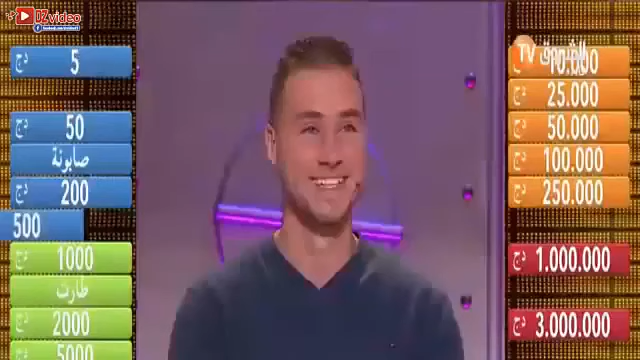 DZvideo
5 دج
50 دج
صابونة
200 دج
500
1000 دج
طارت
2000 دج
5000
TV الشروق
10.000
25.000 دج
50.000 دج
100.000 دج
250.000 دج
1.000.000 دج
3.000.000 دج